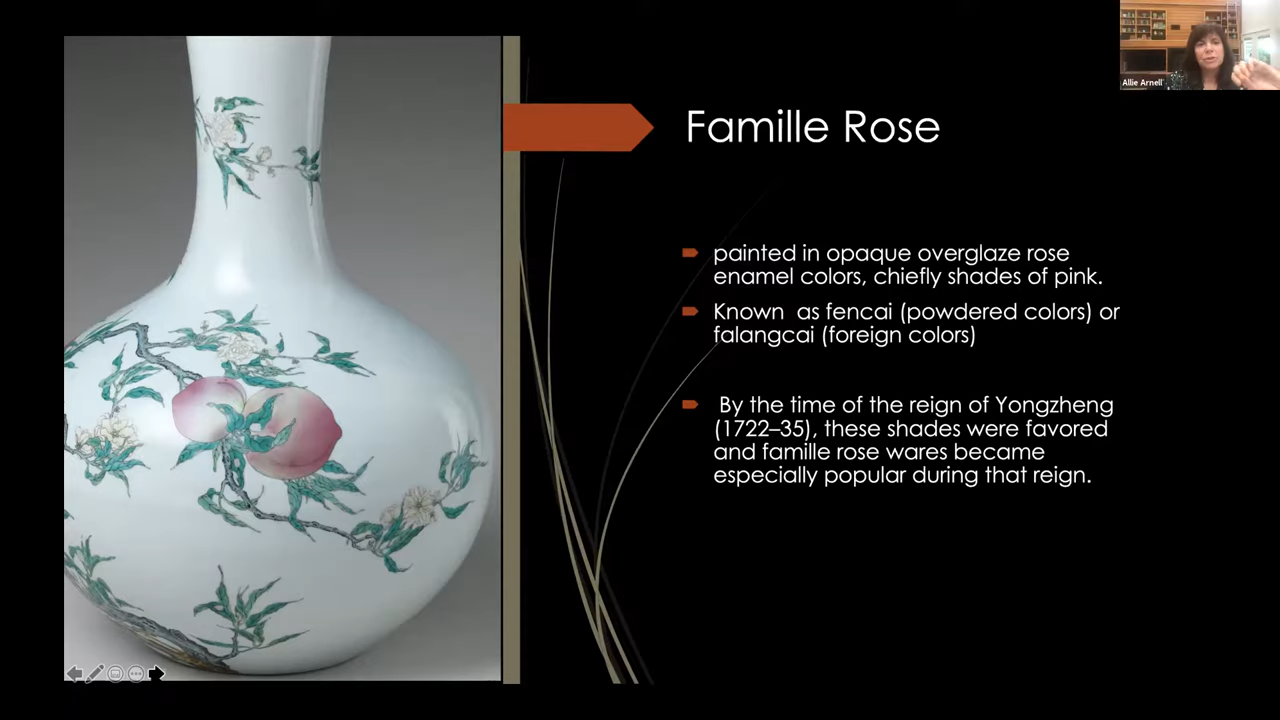 Allie Arnell
Famille Rose
painted in opaque overglaze rose
enamel colors, chiefly shades of pink.
Known  as fencai (powdered colors) or
falangcai (foreign colors)
By the time of the reign of Yongzheng
(1722–35), these shades were favored
and famille rose wares became
especially popular during that reign.